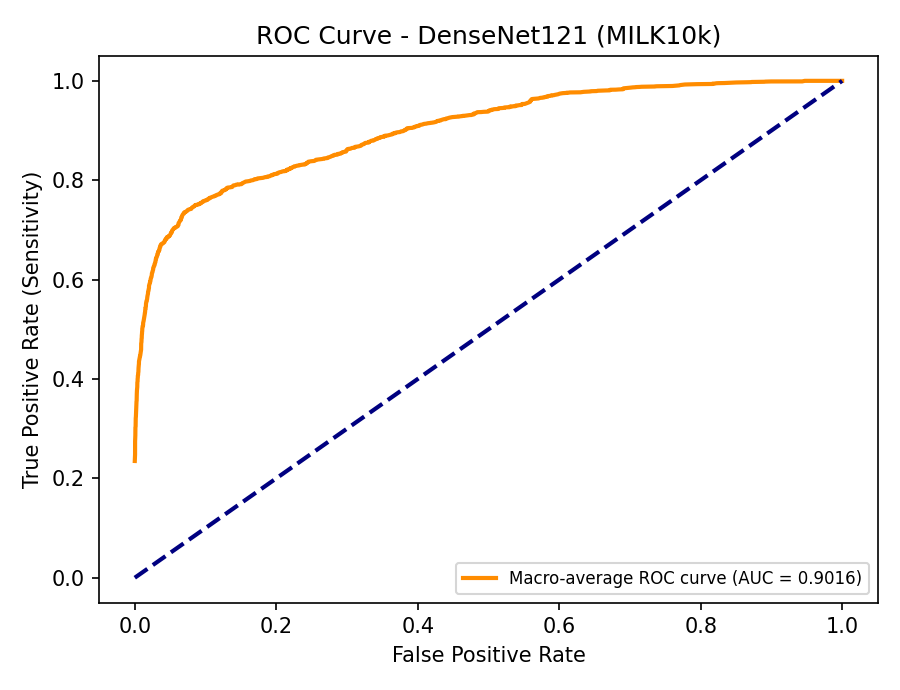 ROC Curve - DenseNet121 (MILK10k)
True Positive Rate (Sensitivity)
1.0
0.8
0.6
0.4
0.2
0.0
Macro-average ROC curve (AUC = 0.9016)
0.0 0.2 0.4 0.6 0.8 1.0
False Positive Rate